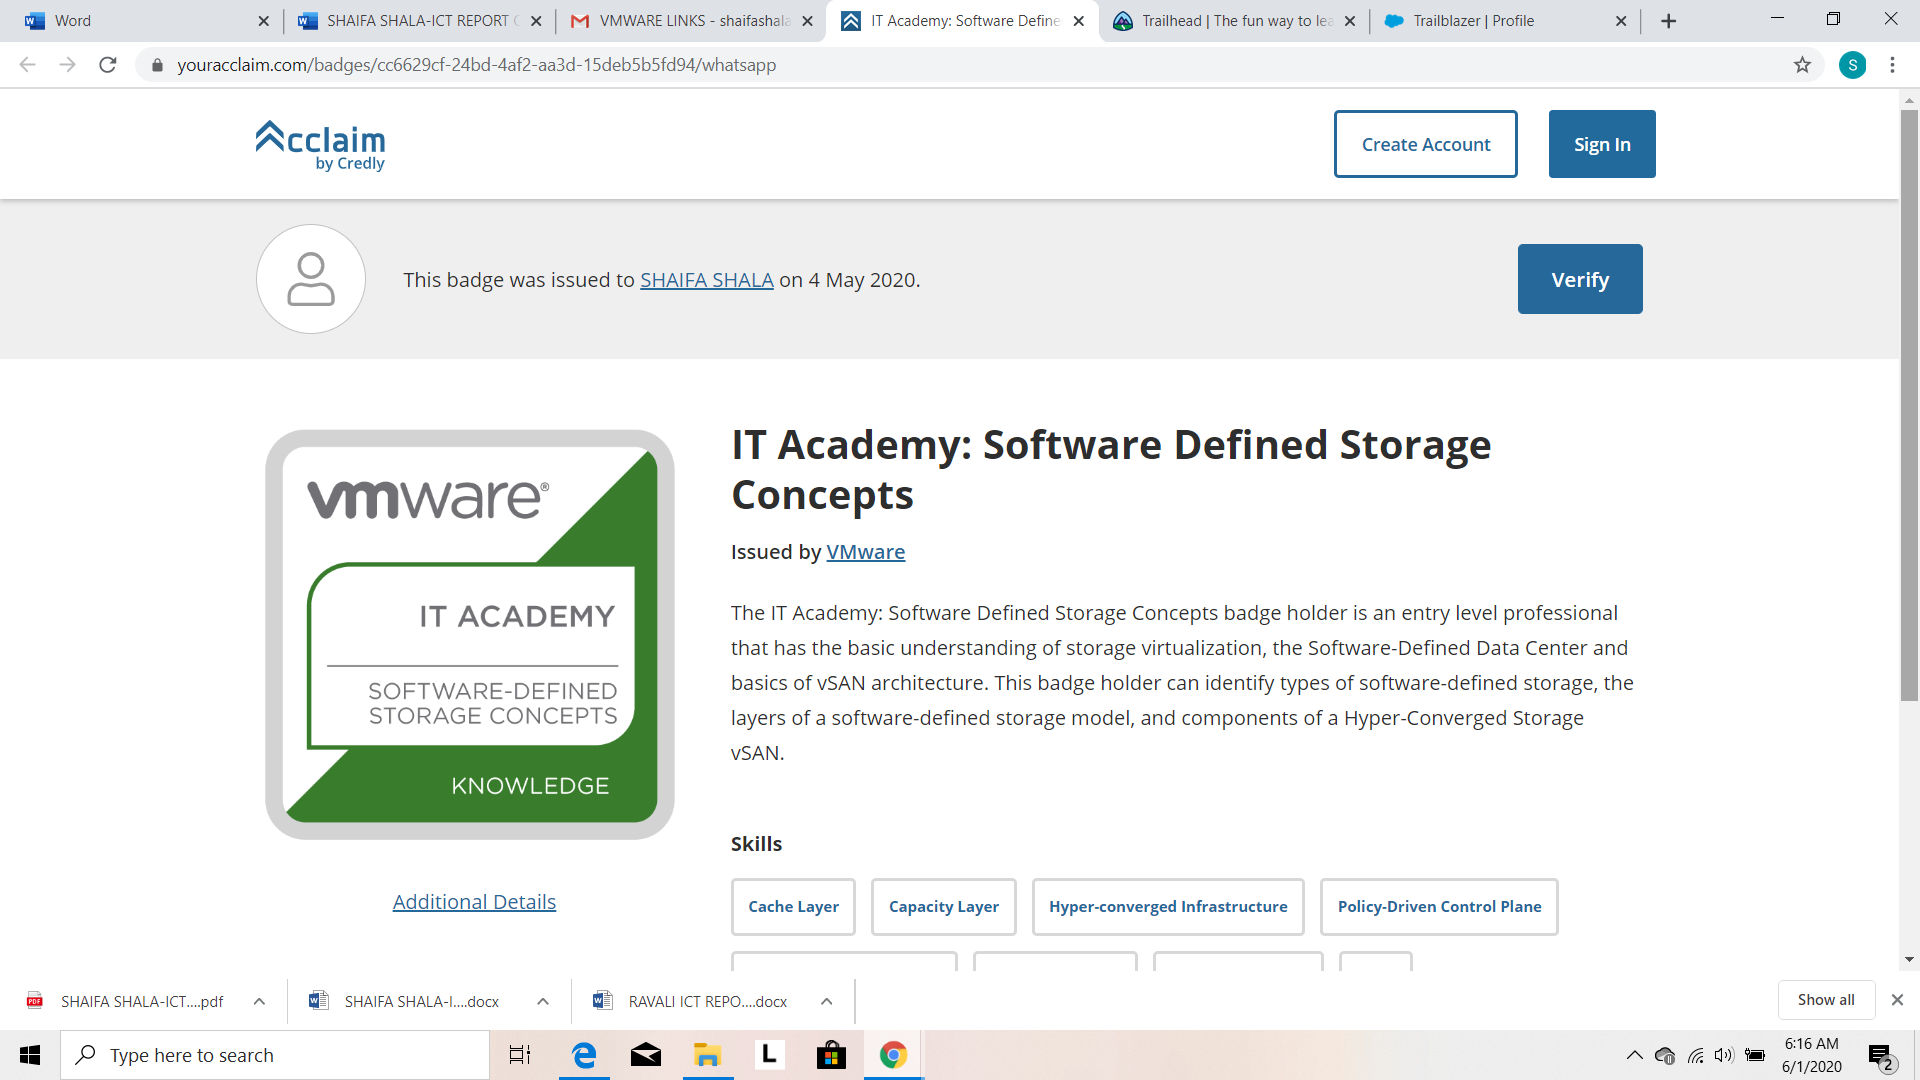 Word
SHAIFA SHALA-ICT REPORT C
VMWARE LINKS - shaifashala
IT Academy: Software Define
Trailhead | The fun way to lea
Trailblazer | Profile
youracclaim.com/badges/cc6629cf-24bd-4af2-aa3d-15deb5b5fd94/whatsapp
S
cclaim
by Credly
Create Account
Sign In
This badge was issued to SHAIFA SHALA on 4 May 2020.
Verify
vmware®
IT ACADEMY
SOFTWARE-DEFINED
STORAGE CONCEPTS
KNOWLEDGE
Additional Details
IT Academy: Software Defined Storage
Concepts
Issued by VMware
The IT Academy: Software Defined Storage Concepts badge holder is an entry level professional
that has the basic understanding of storage virtualization, the Software-Defined Data Center and
basics of vSAN architecture. This badge holder can identify types of software-defined storage, the
layers of a software-defined storage model, and components of a Hyper-Converged Storage
vSAN.
Skills
Cache Layer
Capacity Layer
Hyper-converged Infrastructure
Policy-Driven Control Plane
PDF
SHAIFA SHALA-ICT....pdf
SHAIFA SHALA-I....docx
RAVALI ICT REPO....docx
Show all
Type here to search
L
6:16 AM
6/1/2020
2